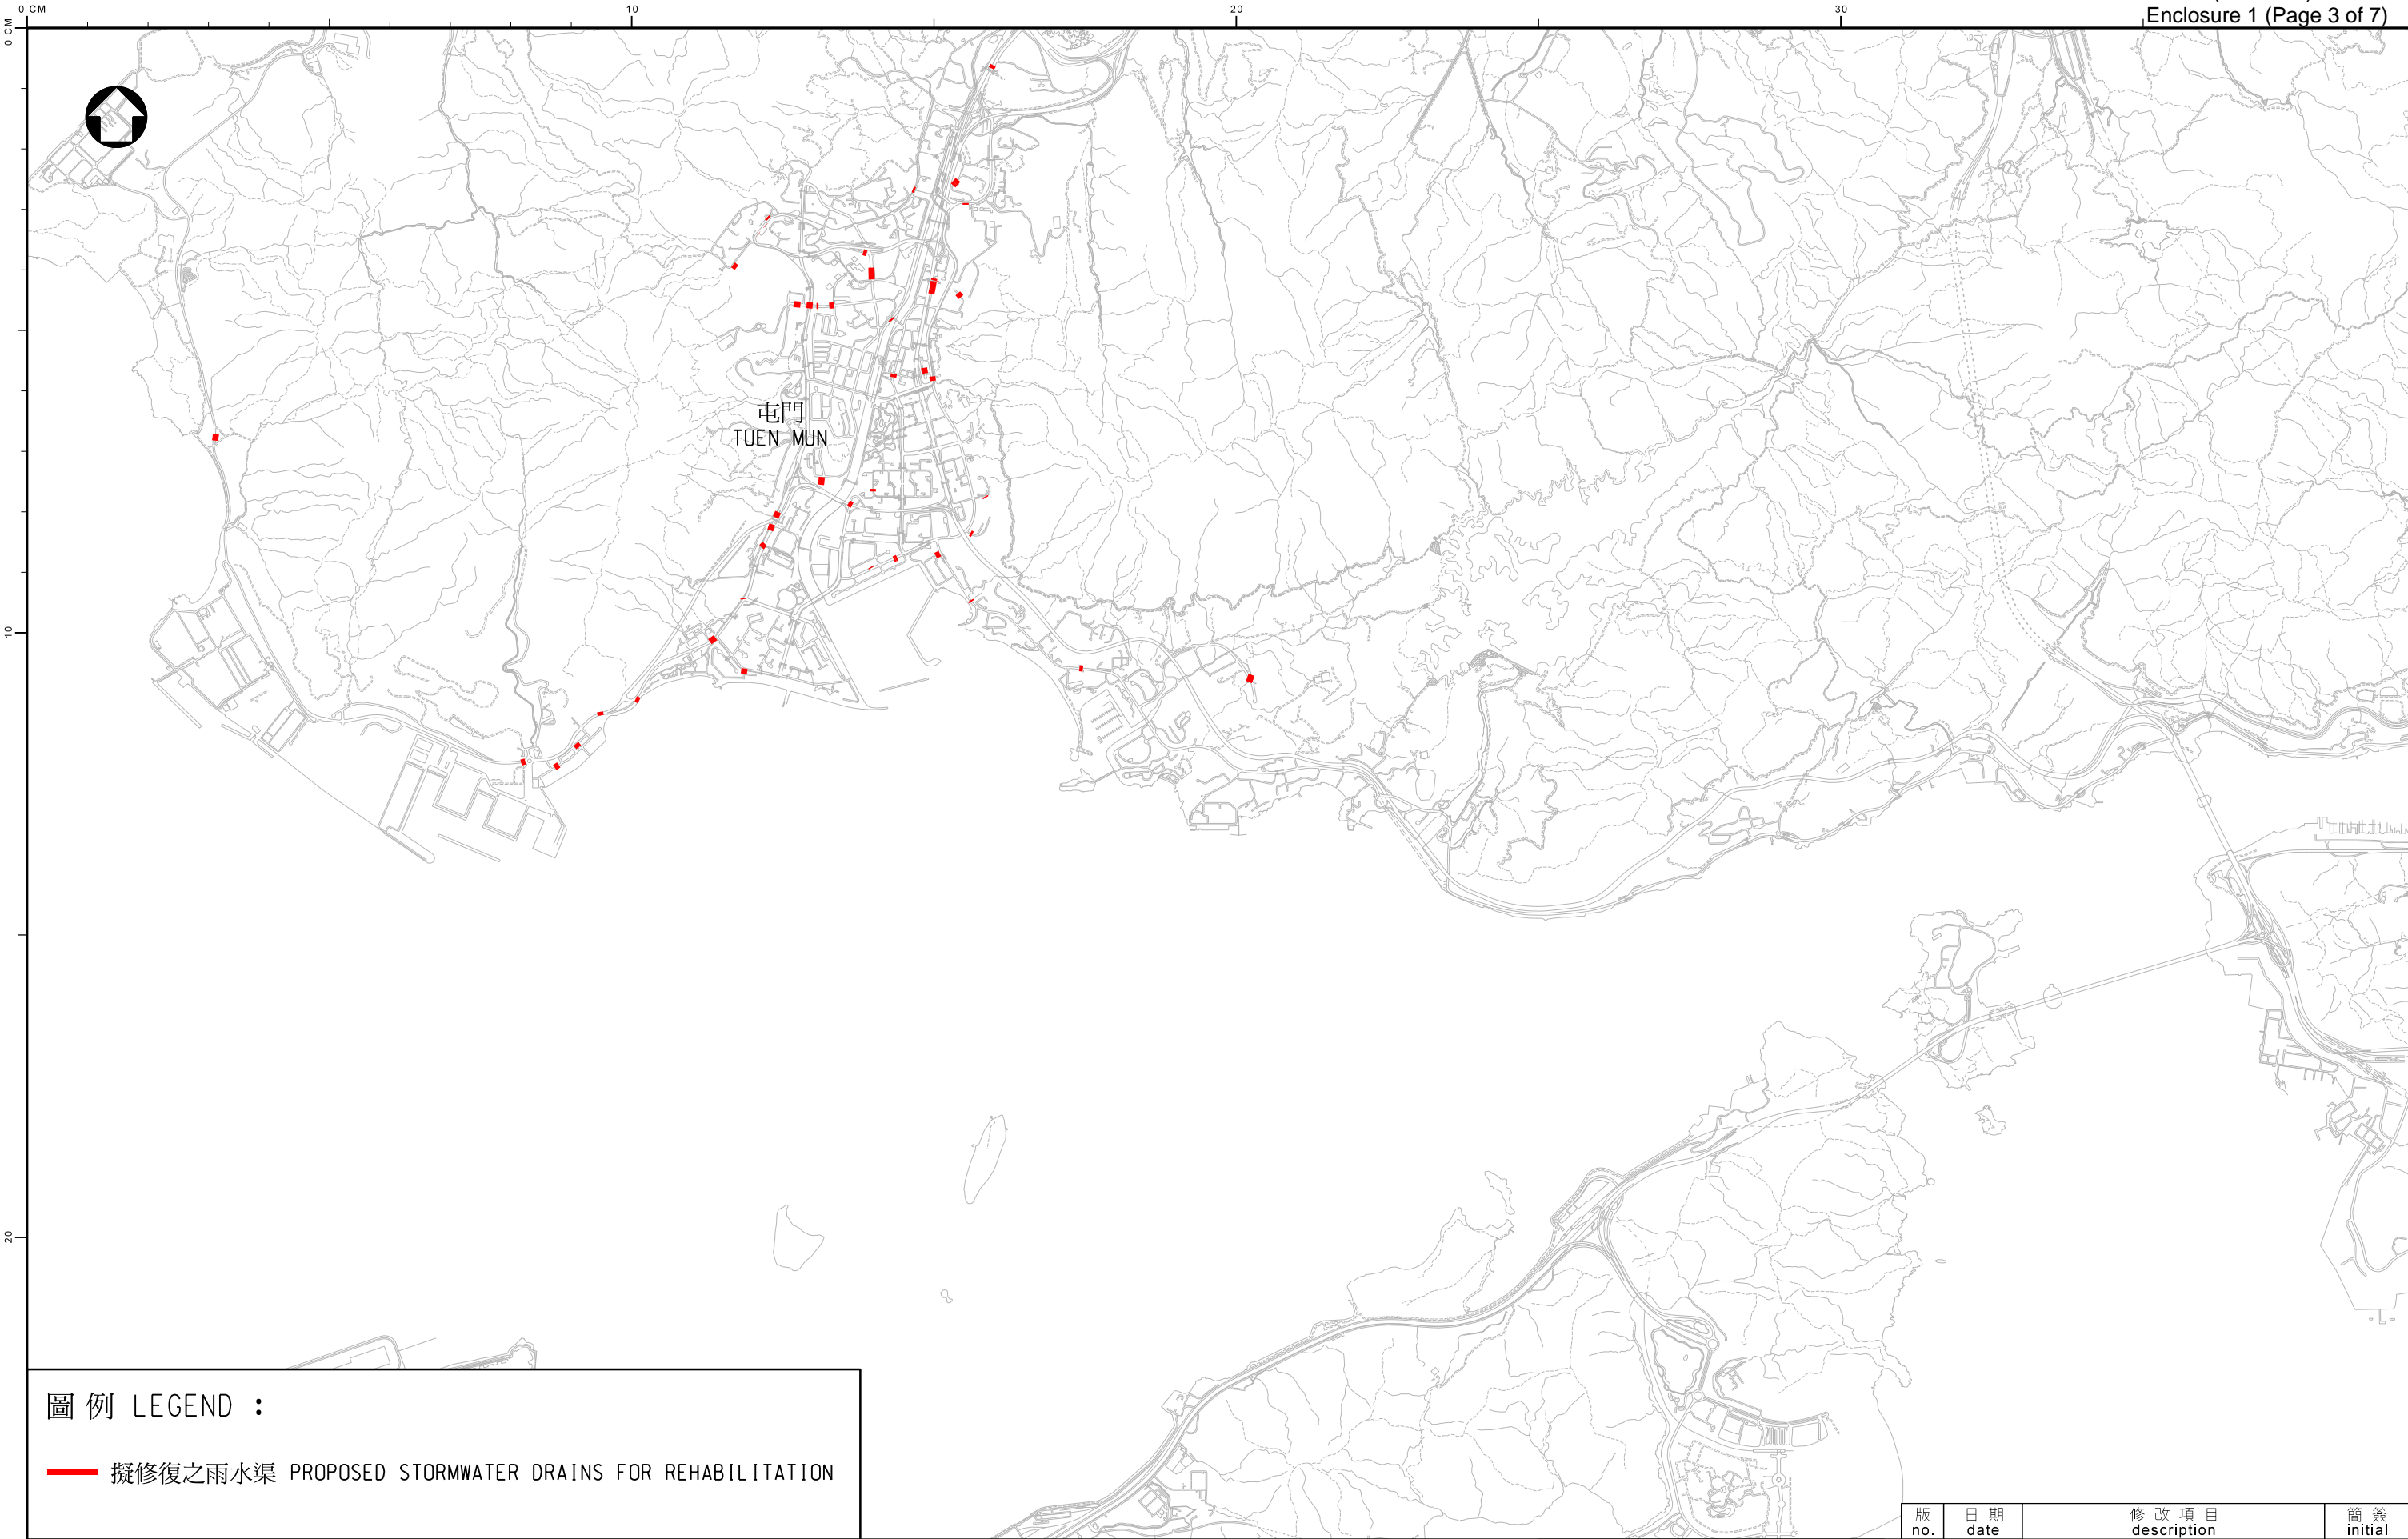 Enclosure 1 (Page 3 of 7)
0 CM
10
20
30
0 CM
10
20
屯門
TUEN MUN
圖例 LEGEND :
擬修復之雨水渠 PROPOSED STORMWATER DRAINS FOR REHABILITATION
版 日期 修改項目 簡簽
no. date description initial